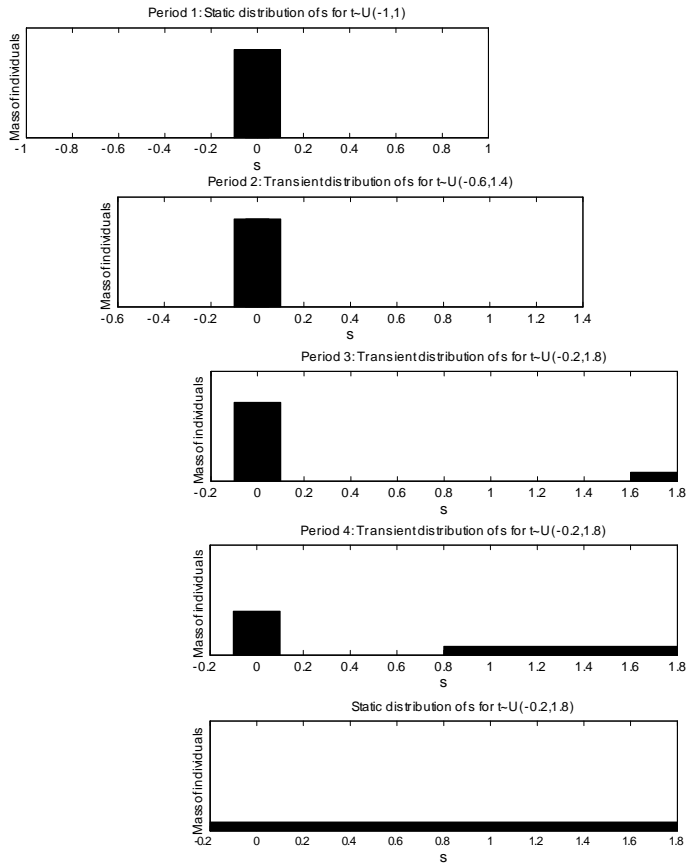 Period 1: Static distribution of s for t~U(-1,1)
Mass of individuals
-1 -0.8 -0.6 -0.4 -0.2 0 0.2 0.4 0.6 0.8 1
s
Period 2: Transient distribution of s for t~U(-0.6,1.4)
Mass of individuals
-0.6 -0.4 -0.2 0 0.2 0.4 0.6 0.8 1 1.2 1.4
s
Period 3: Transient distribution of s for t~U(-0.2,1.8)
Mass of individuals
-0.2 0 0.2 0.4 0.6 0.8 1 1.2 1.4 1.6 1.8
s
Period 4: Transient distribution of s for t~U(-0.2,1.8)
Mass of individuals
-0.2 0 0.2 0.4 0.6 0.8 1 1.2 1.4 1.6 1.8
s
Static distribution of s for t~U(-0.2,1.8)
Mass of individuals
-0.2 0 0.2 0.4 0.6 0.8 1 1.2 1.4 1.6 1.8
s